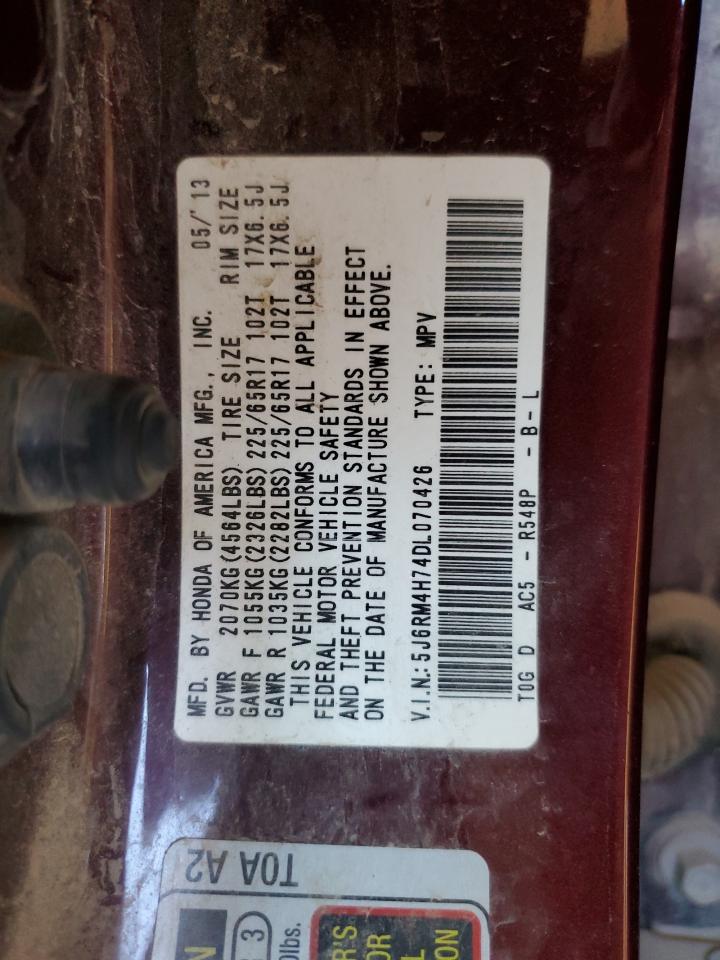 MFD. BY HONDA OF AMERICA MFG., INC. 05/'13
GVWR 2070KG(4564LBS) TIRE SIZE RIM SIZE
GAWR F 1055KG(2326LBS) 225/65R17 102T 17X6.5J
GAWR R 1035KG(2282LBS) 225/65R17 102T 17X6.5J
THIS VEHICLE CONFORMS TO ALL APPLICABLE
FEDERAL MOTOR VEHICLE SAFETY
AND THEFT PREVENTION STANDARDS IN EFFECT
ON THE DATE OF MANUFACTURE SHOWN ABOVE.
V.I.N.: 5J6RM4H74DL070426 TYPE: MPV
T0G D AC5 - R548P - B - L
T0A A2
3
lbs.